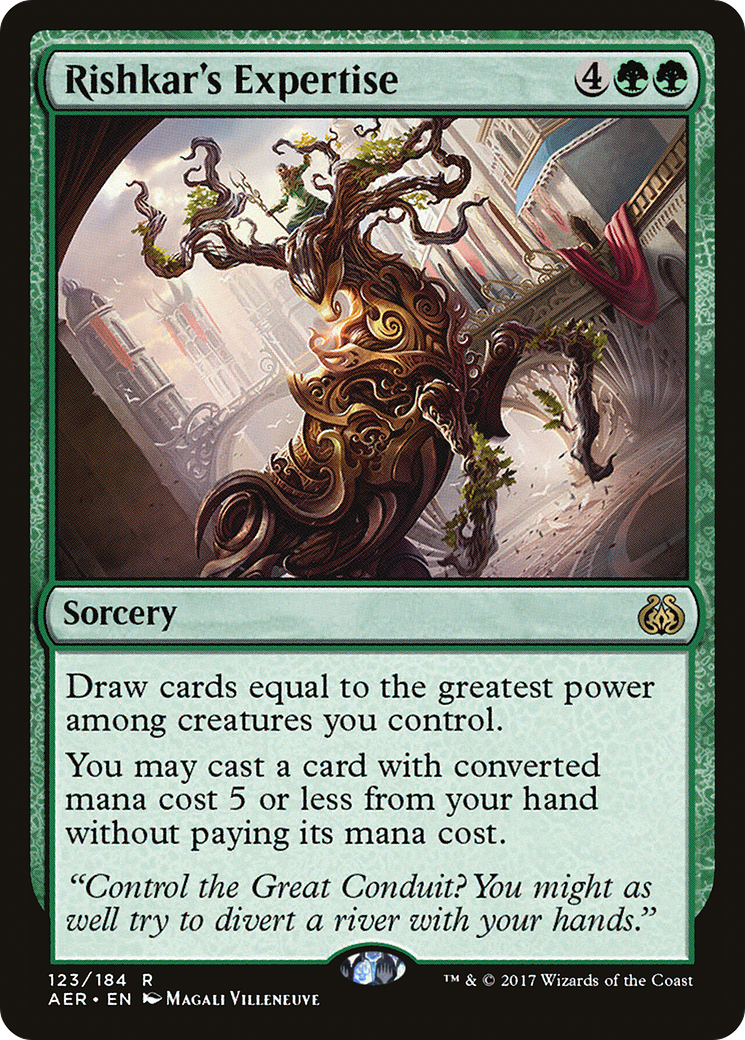 Rishkar's Expertise 4
Sorcery
Draw cards equal to the greatest power
among creatures you control.
You may cast a card with converted
mana cost 5 or less from your hand
without paying its mana cost.
“Control the Great Conduit? You might as
well try to divert a river with your hands.”
123/184 R
™ & © 2017 Wizards of the Coast
AER • EN Magali Villeneuve